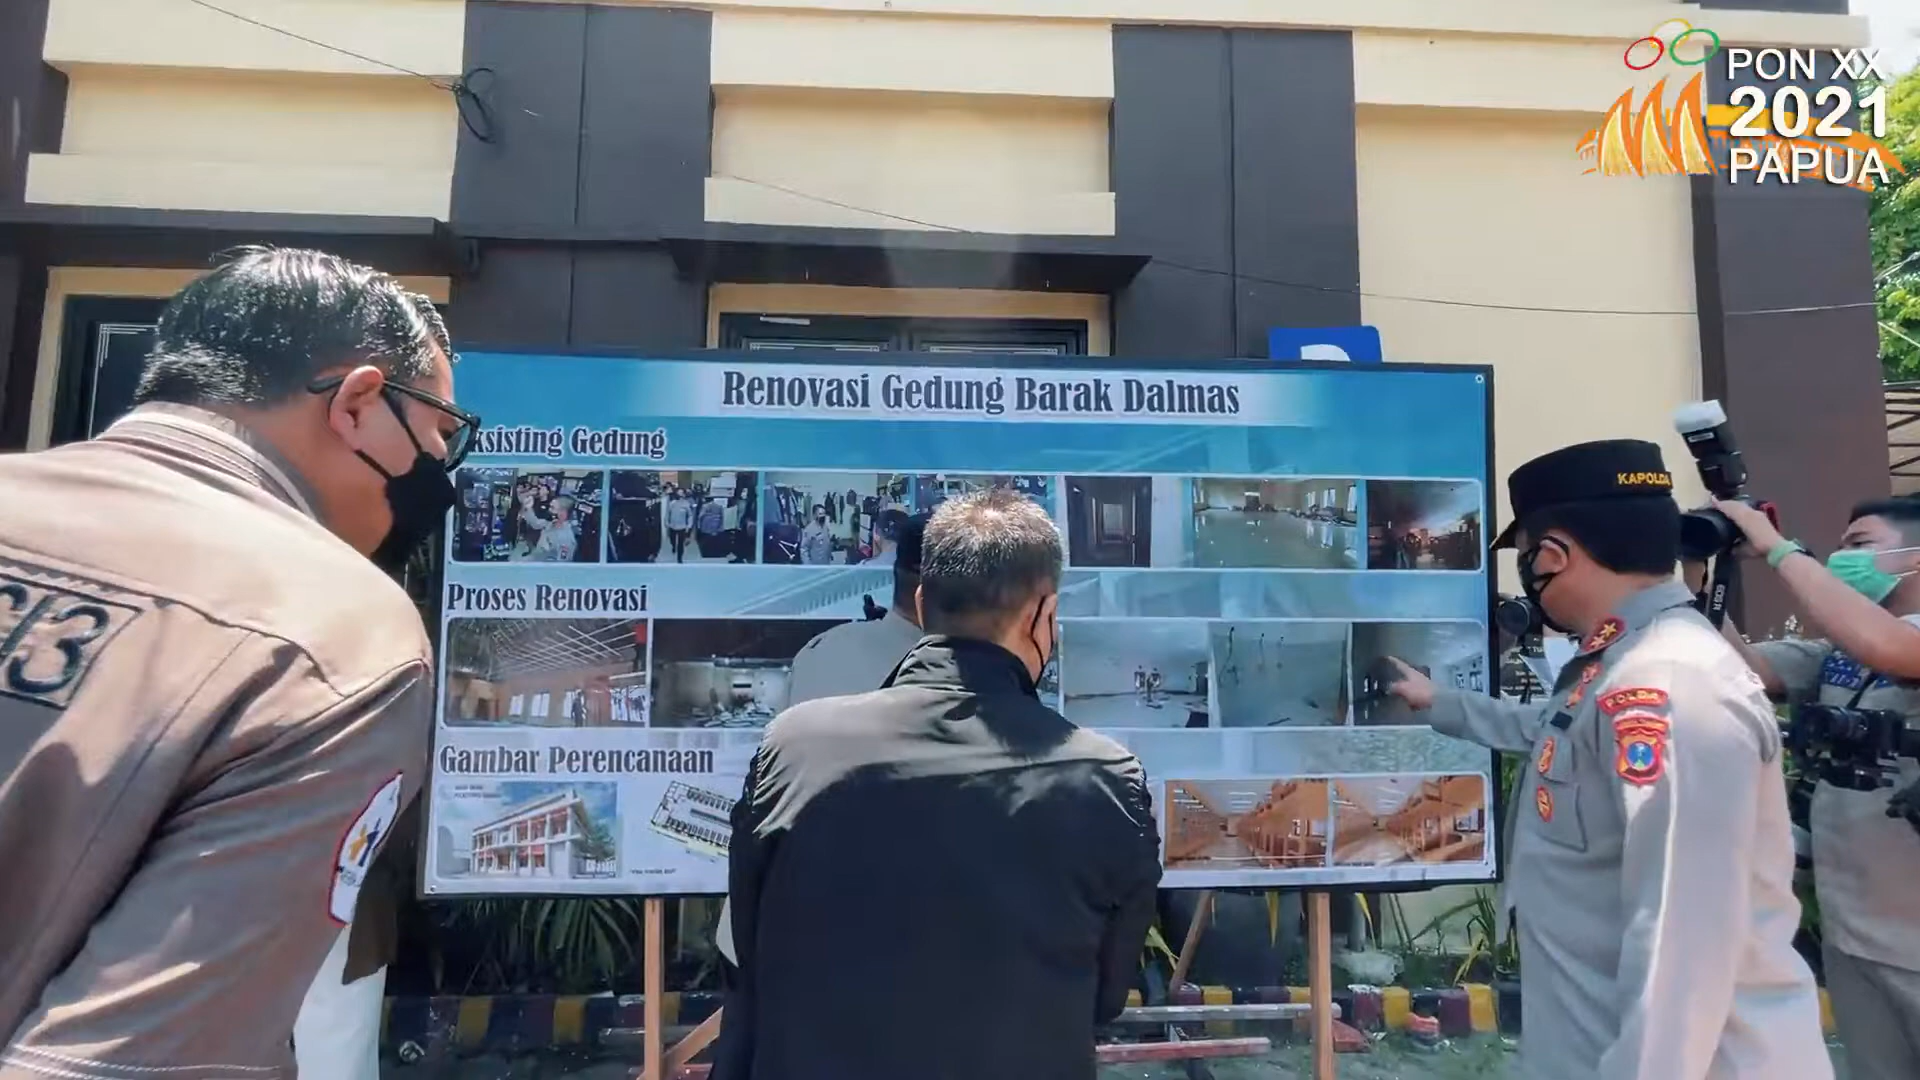 PON XX
2021
PAPUA
Renovasi Gedung Barak Dalmas
ksisting Gedung
KAPOLDA
Proses Renovasi
POLDA
Gambar Perencanaan